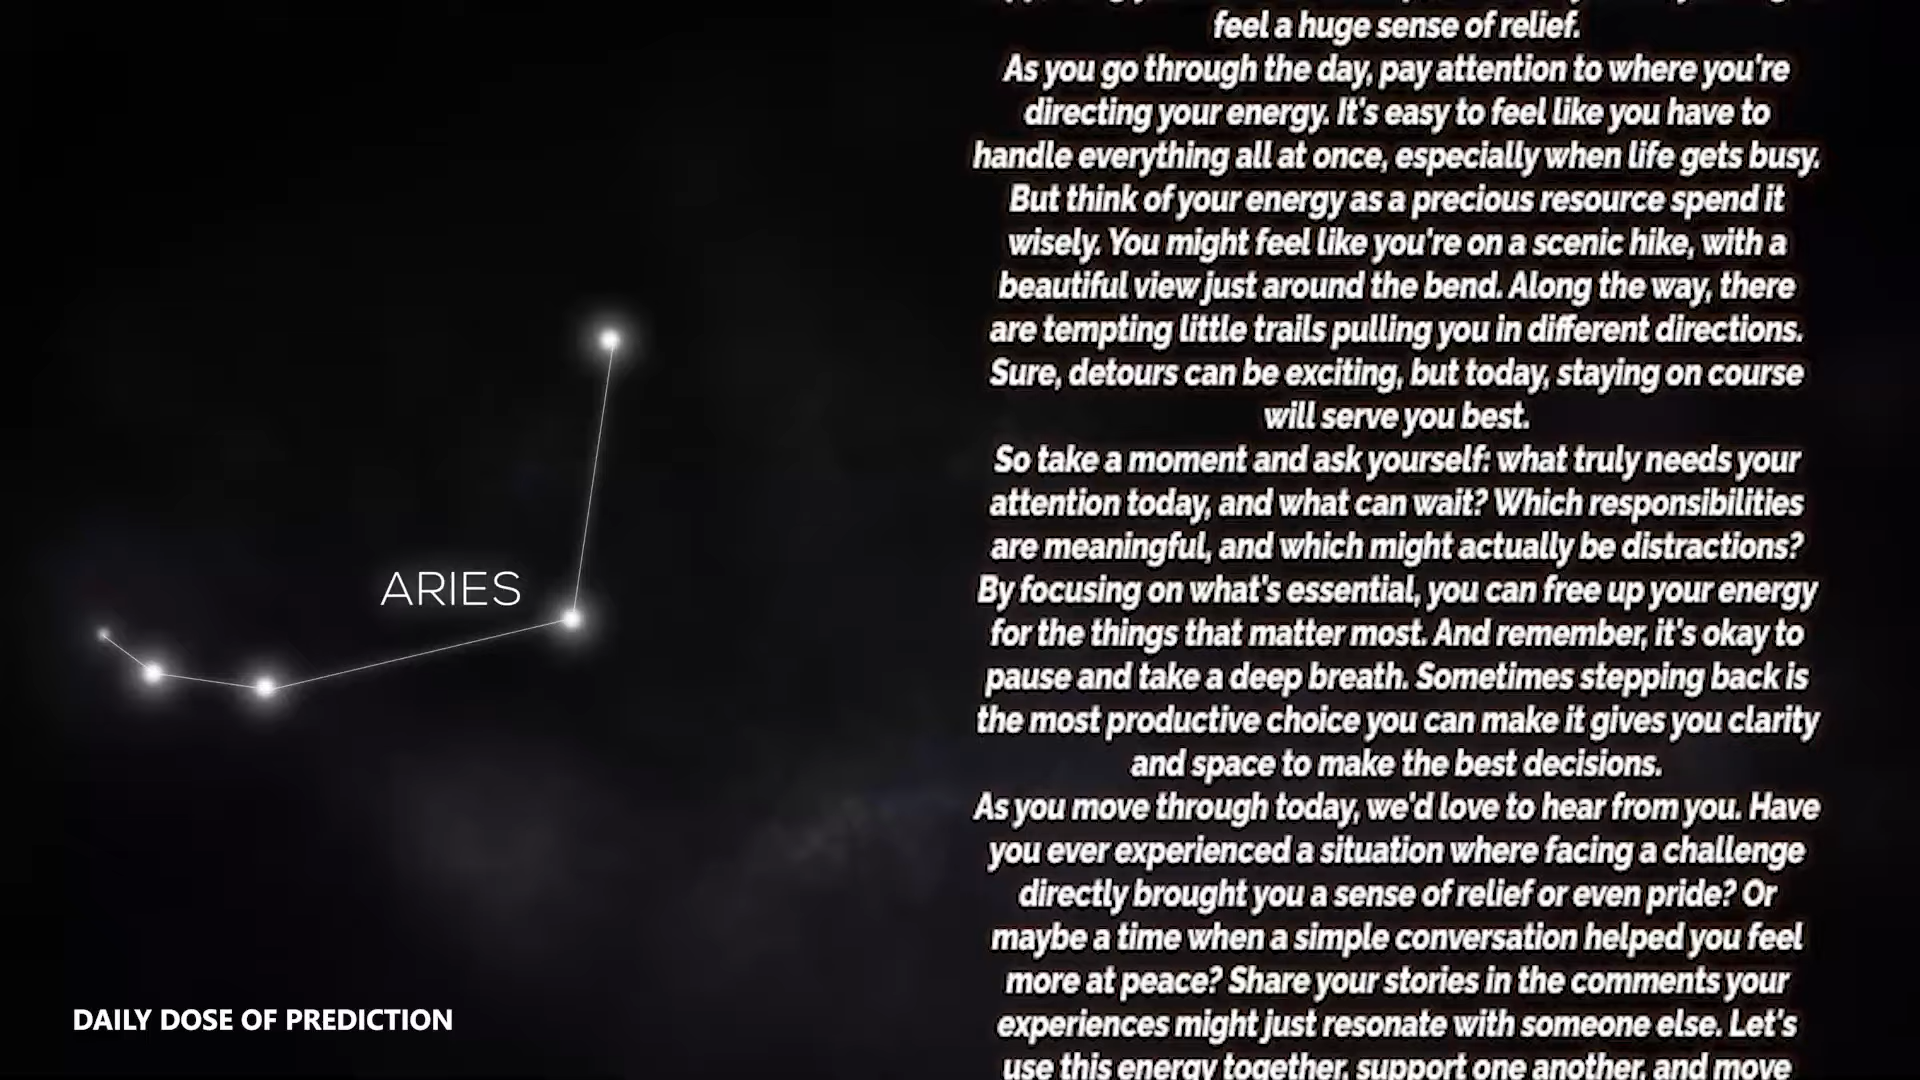 feel a huge sense of relief.
As you go through the day, pay attention to where you're
directing your energy. It's easy to feel like you have to
handle everything all at once, especially when life gets busy.
But think of your energy as a precious resource spend it
wisely. You might feel like you're on a scenic hike, with a
beautiful view just around the bend. Along the way, there
are tempting little trails pulling you in different directions.
Sure, detours can be exciting, but today, staying on course
will serve you best.
So take a moment and ask yourself: what truly needs your
attention today, and what can wait? Which responsibilities
are meaningful, and which might actually be distractions?
By focusing on what's essential, you can free up your energy
for the things that matter most. And remember, it's okay to
pause and take a deep breath. Sometimes stepping back is
the most productive choice you can make it gives you clarity
and space to make the best decisions.
As you move through today, we'd love to hear from you. Have
you ever experienced a situation where facing a challenge
directly brought you a sense of relief or even pride? Or
maybe a time when a simple conversation helped you feel
more at peace? Share your stories in the comments your
experiences might just resonate with someone else. Let's
use this energy together, support one another, and move
ARIES
DAILY DOSE OF PREDICTION